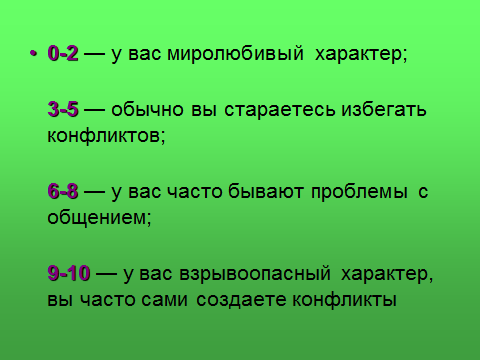 • 0-2 — у вас миролюбивый характер;
3-5 — обычно вы стараетесь избегать
конфликтов;
6-8 — у вас часто бывают проблемы с
общением;
9-10 — у вас взрывоопасный характер,
вы часто сами создаете конфликты